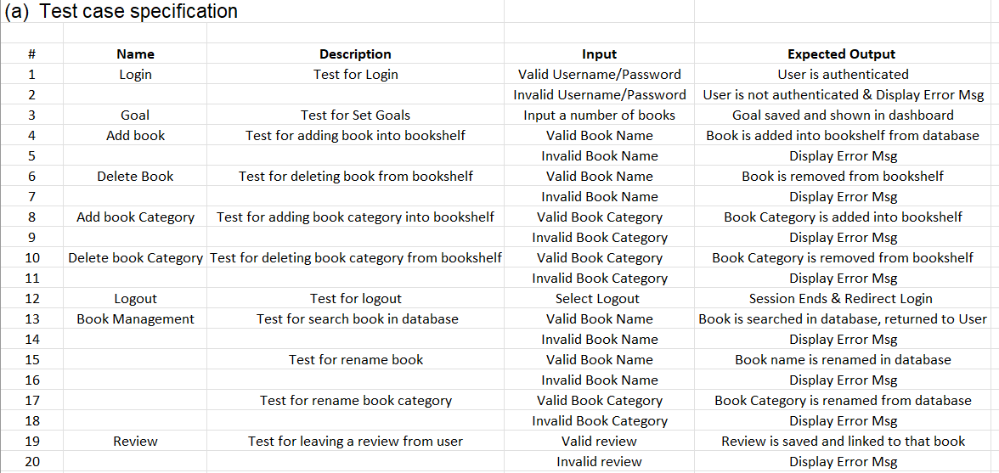 (a) Test case specification
# Name Description Input Expected Output
1 Login Test for Login Valid Username/Password User is authenticated
2 Invalid Username/Password User is not authenticated & Display Error Msg
3 Goal Test for Set Goals Input a number of books Goal saved and shown in dashboard
4 Add book Test for adding book into bookshelf Valid Book Name Book is added into bookshelf from database
5 Invalid Book Name Display Error Msg
6 Delete Book Test for deleting book from bookshelf Valid Book Name Book is removed from bookshelf
7 Invalid Book Name Display Error Msg
8 Add book Category Test for adding book category into bookshelf Valid Book Category Book Category is added into bookshelf
9 Invalid Book Category Display Error Msg
10 Delete book Category Test for deleting book category from bookshelf Valid Book Category Book Category is removed from bookshelf
11 Invalid Book Category Display Error Msg
12 Logout Test for logout Select Logout Session Ends & Redirect Login
13 Book Management Test for search book in database Valid Book Name Book is searched in database, returned to User
14 Invalid Book Name Display Error Msg
15 Test for rename book Valid Book Name Book name is renamed in database
16 Invalid Book Name Display Error Msg
17 Test for rename book category Valid Book Category Book Category is renamed from database
18 Invalid Book Category Display Error Msg
19 Review Test for leaving a review from user Valid review Review is saved and linked to that book
20 Invalid review Display Error Msg